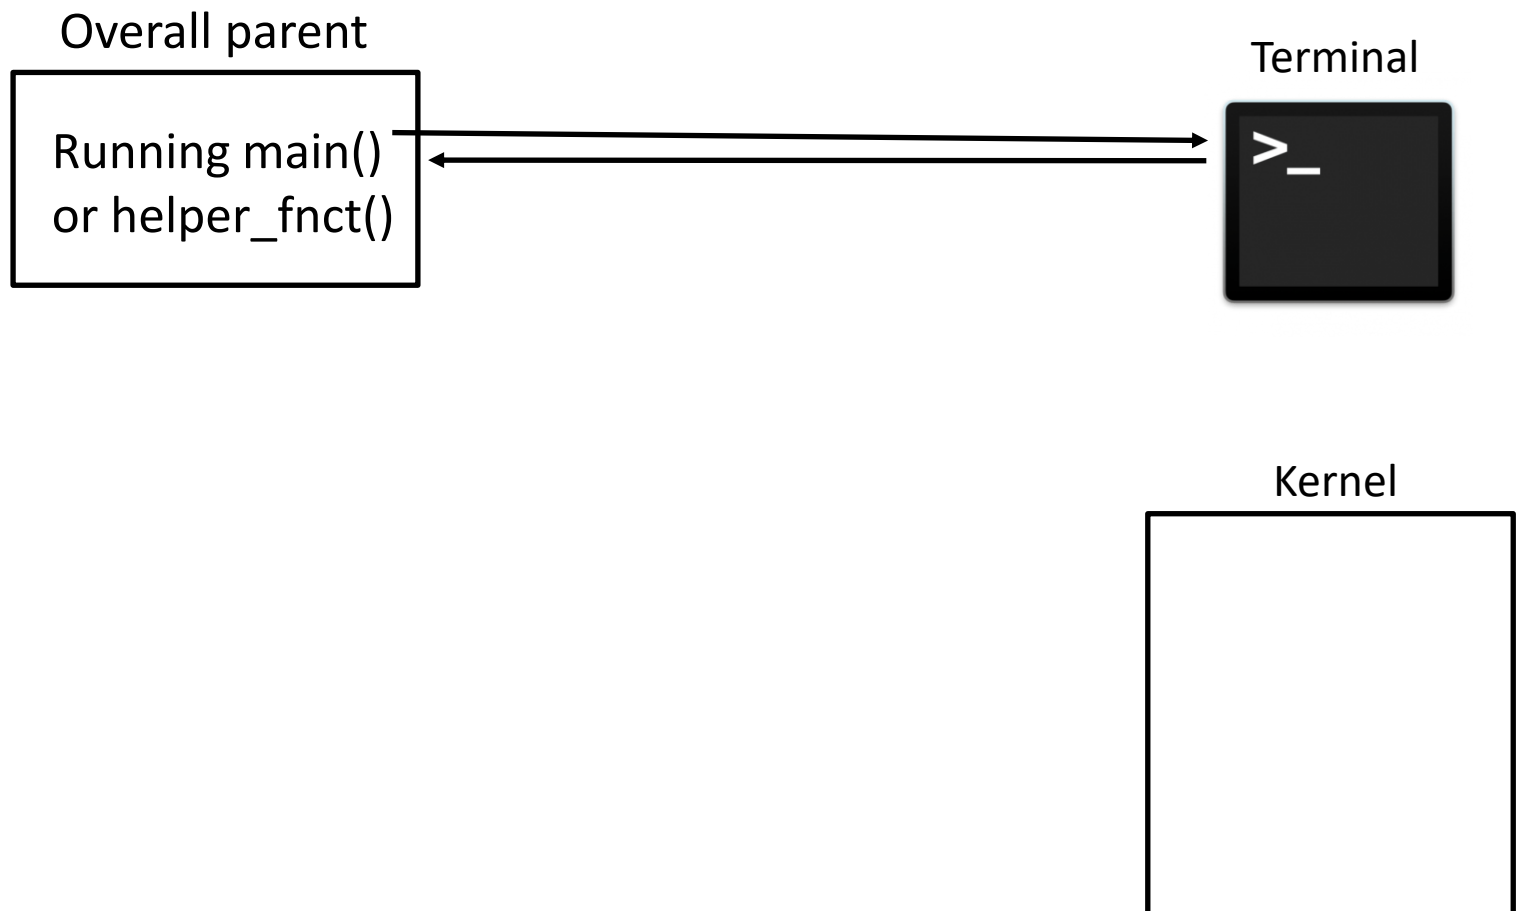 Overall parent
Terminal
Running main()
or helper_fnct()
>_
Kernel